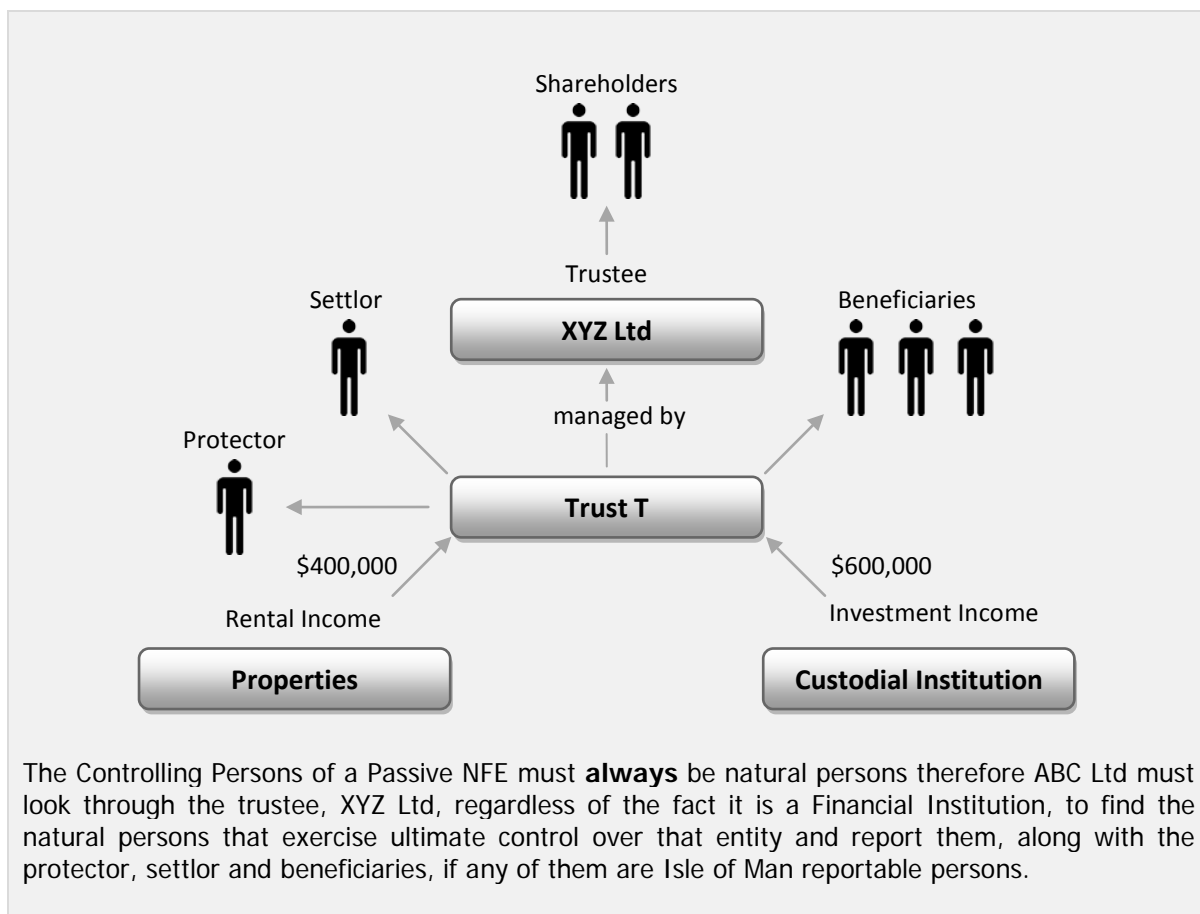 Shareholders
Trustee
XYZ Ltd
Settlor
Beneficiaries
managed by
Protector
Trust T
$400,000
$600,000
Rental Income
Investment Income
Properties
Custodial Institution
The Controlling Persons of a Passive NFE must always be natural persons therefore ABC Ltd must
look through the trustee, XYZ Ltd, regardless of the fact it is a Financial Institution, to find the
natural persons that exercise ultimate control over that entity and report them, along with the
protector, settlor and beneficiaries, if any of them are Isle of Man reportable persons.